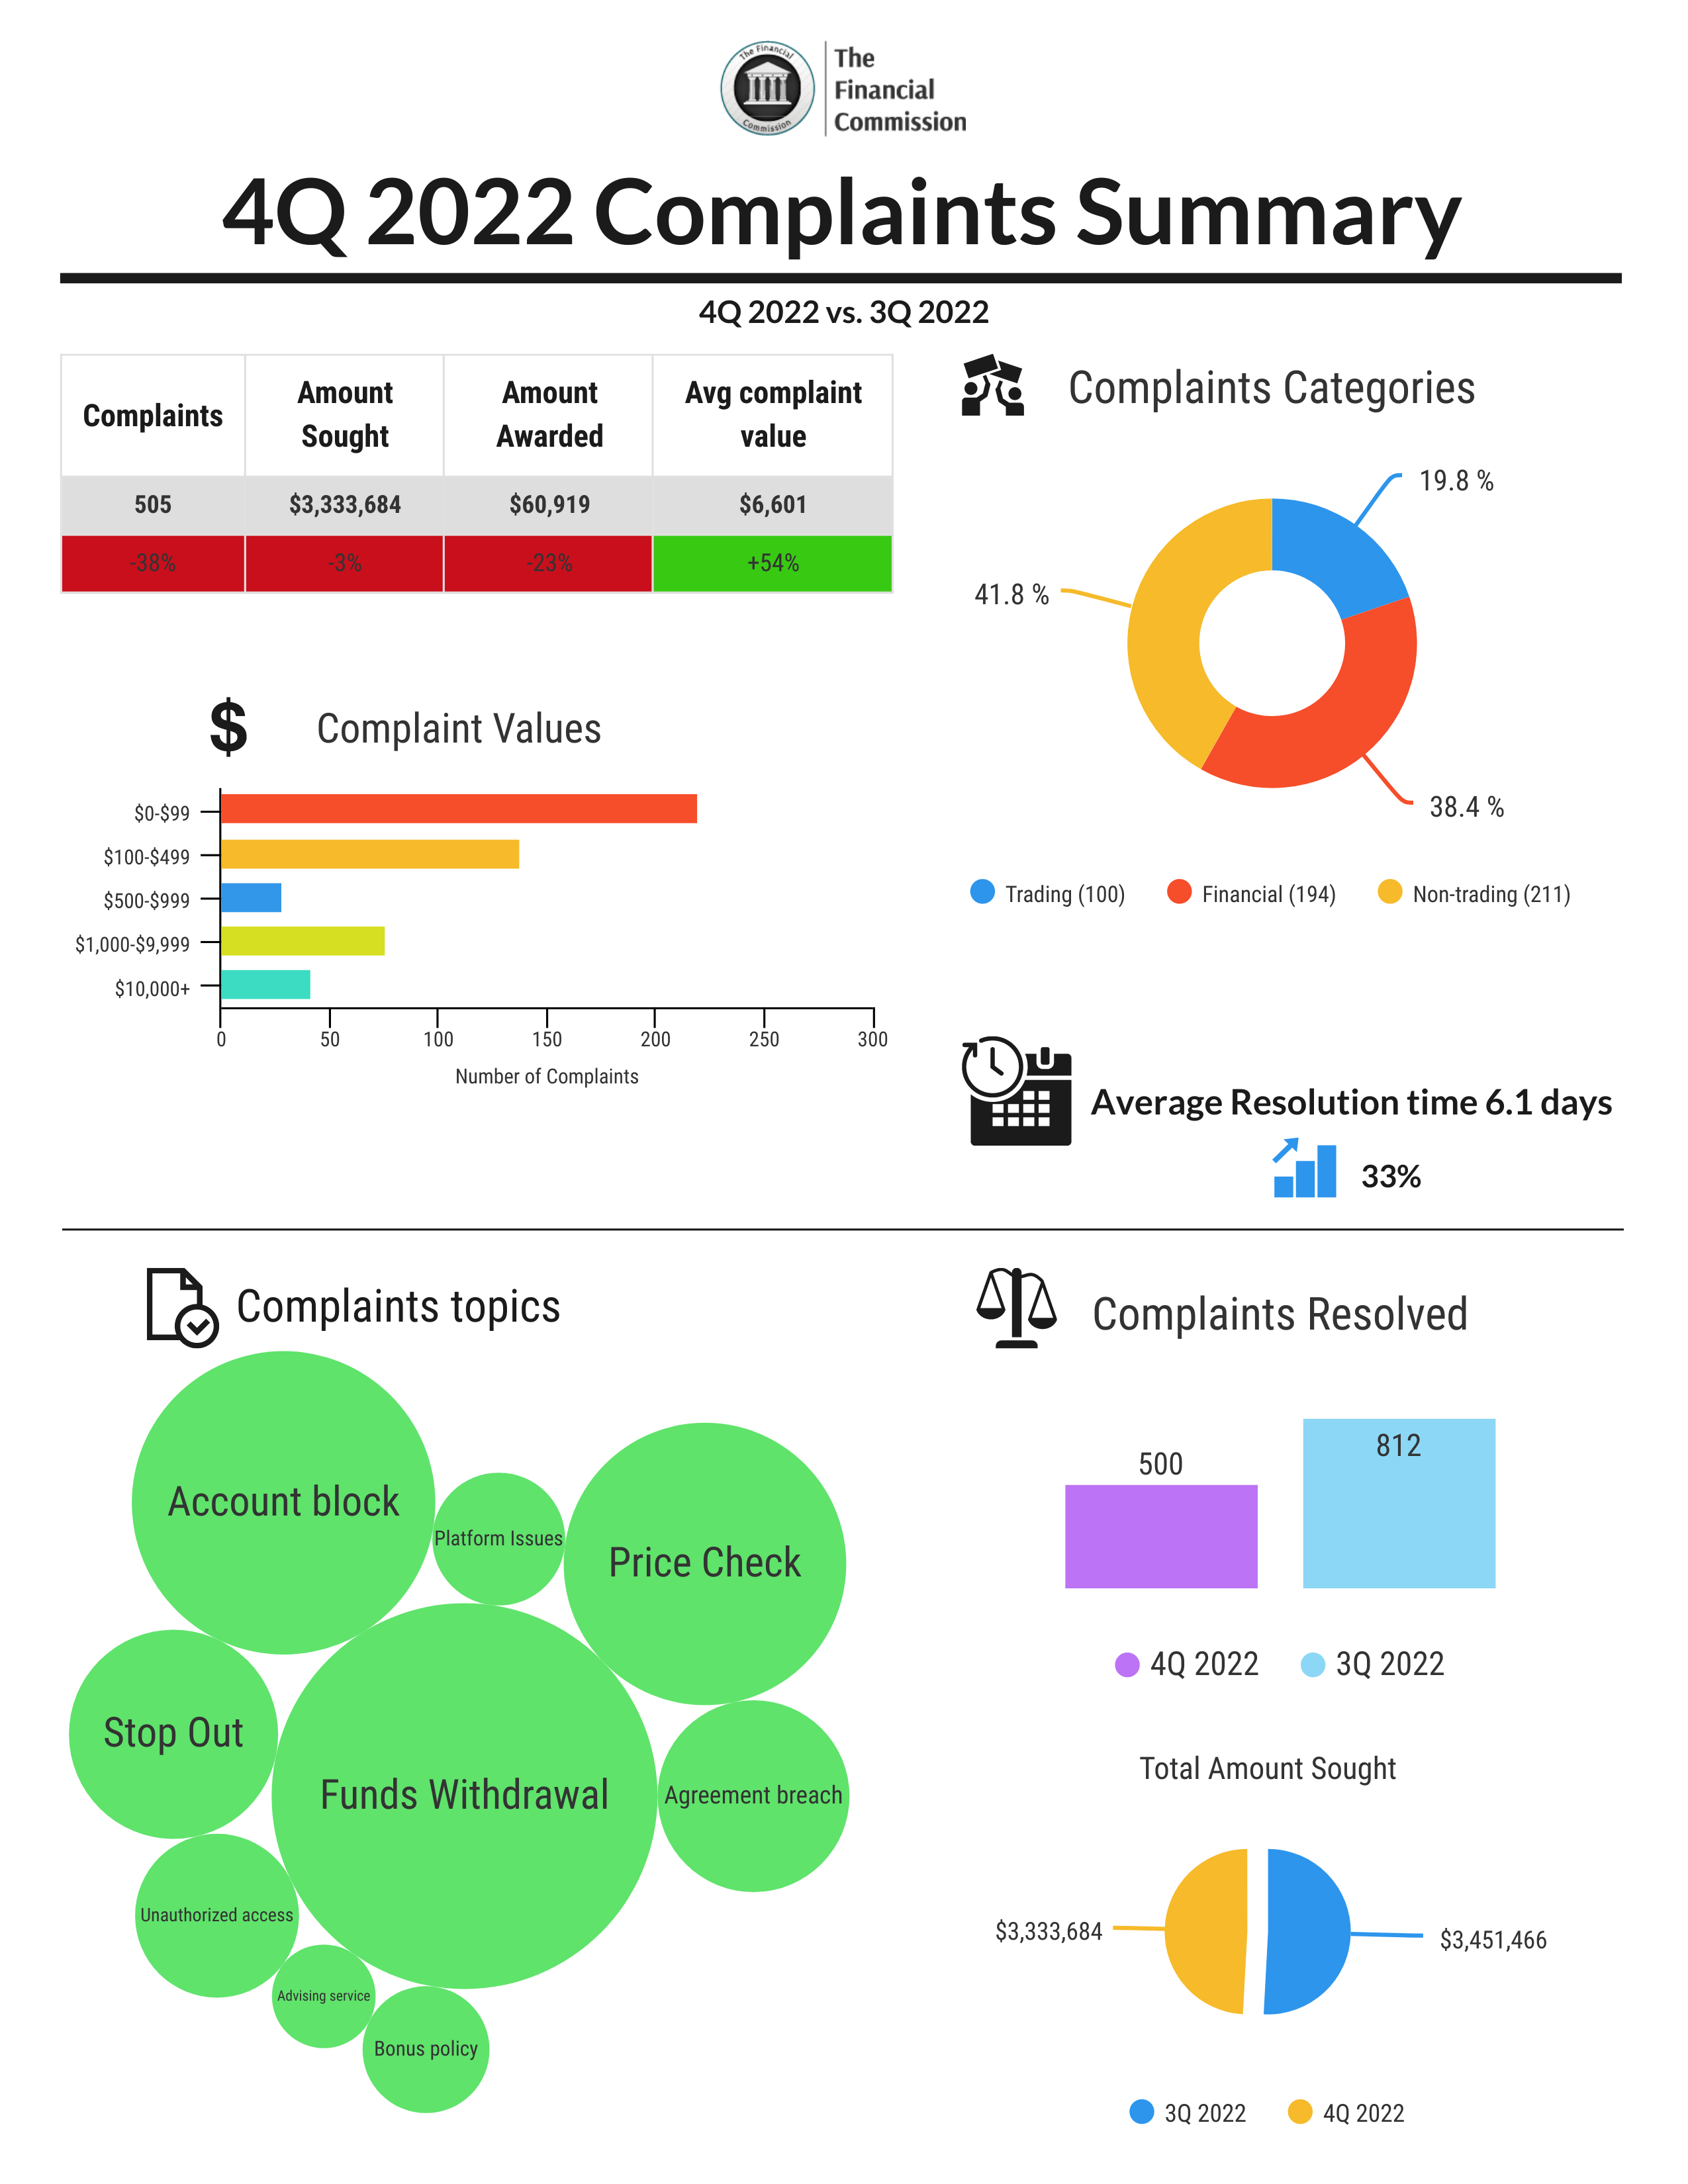 The Financial
Commission
The
Financial
Commission
4Q 2022 Complaints Summary
4Q 2022 vs. 3Q 2022
Complaints
Amount
Sought
Amount
Awarded
Avg complaint
value
505
$3,333,684
$60,919
$6,601
-38%
-3%
-23%
+54%
Complaints Categories
19.8 %
41.8 %
38.4 %
Trading (100)
Financial (194)
Non-trading (211)
$
Complaint Values
$0-$99
$100-$499
$500-$999
$1,000-$9,999
$10,000+
0
50
100
150
200
250
300
Number of Complaints
Average Resolution time 6.1 days
33%
Complaints topics
Account block
Platform Issues
Price Check
Stop Out
Funds Withdrawal
Agreement breach
Unauthorized access
Advising service
Bonus policy
Complaints Resolved
500
812
4Q 2022
3Q 2022
Total Amount Sought
$3,333,684
$3,451,466
3Q 2022
4Q 2022